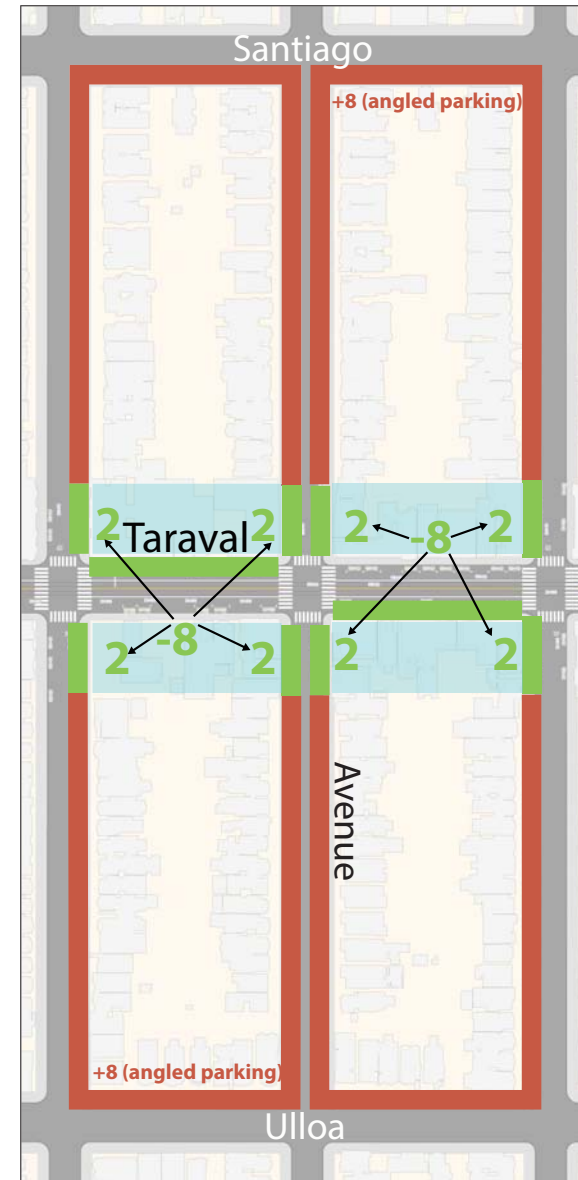 Santiago
+8 (angled parking)
2 Taraval 2 2 -8 2
-8
2 2 2 2
Avenue
+8 (angled parking)
Ulloa